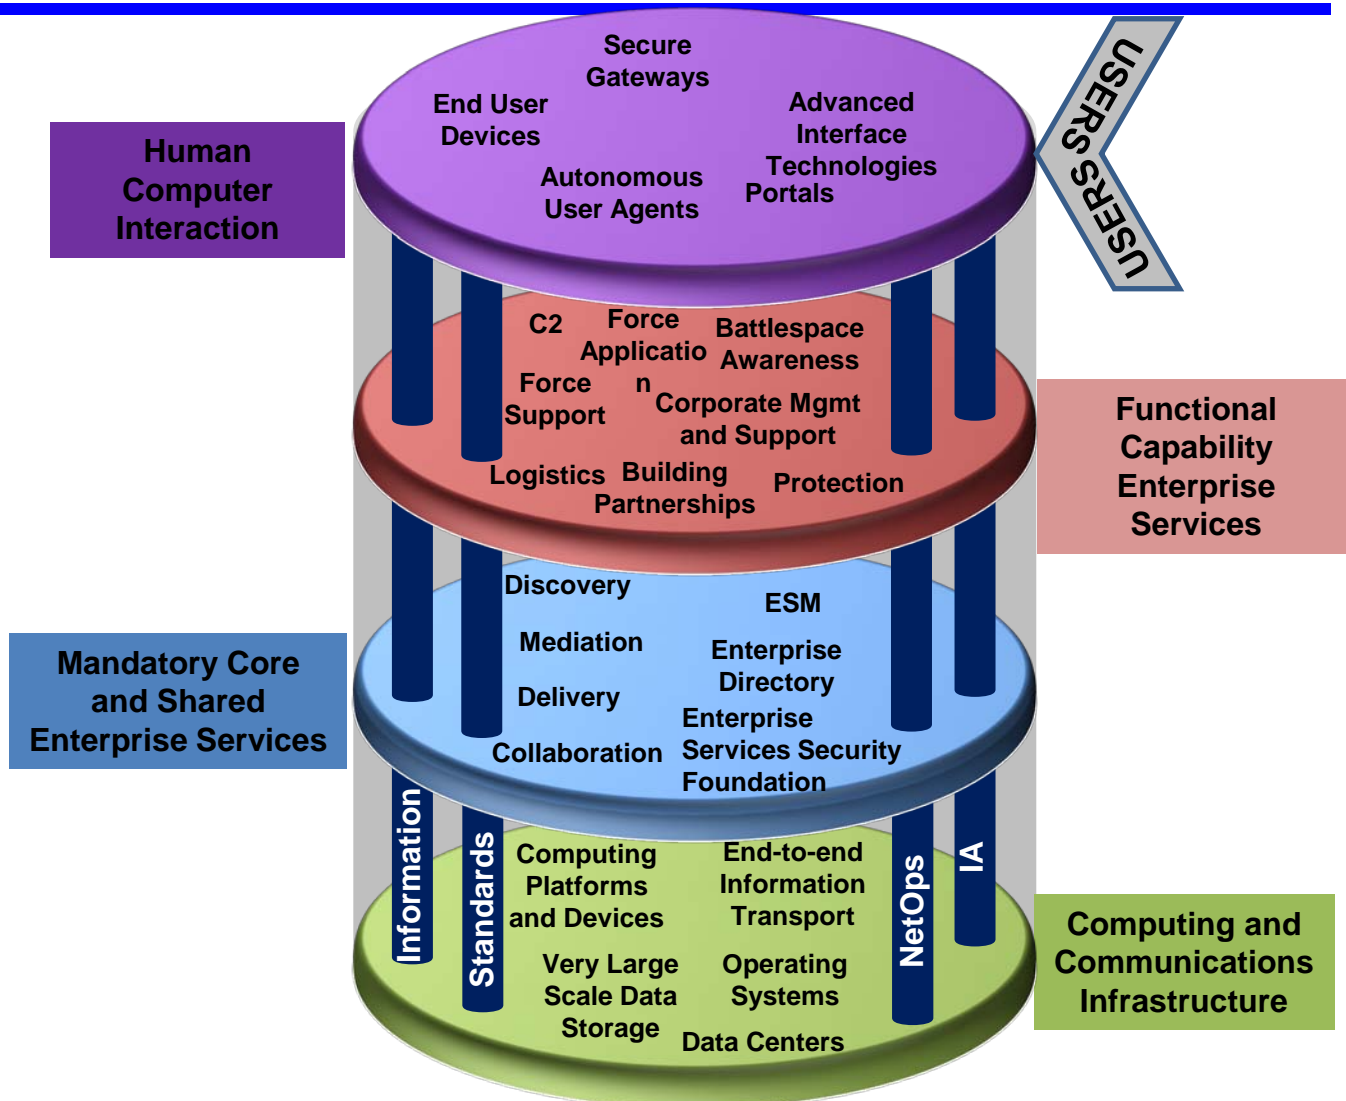 Secure
Gateways
End User
Devices
Advanced
Interface
Technologies
Autonomous
User Agents
Portals
USERS
USERS
Human
Computer
Interaction
C2
Force
Applicatio
n
Battlespace
Awareness
Force
Support
Corporate Mgmt
and Support
Logistics
Building
Partnerships
Protection
Functional
Capability
Enterprise
Services
Discovery
ESM
Mediation
Enterprise
Directory
Delivery
Enterprise
Services Security
Foundation
Collaboration
Mandatory Core
and Shared
Enterprise Services
Information
Standards
NetOps
IA
Computing
Platforms
and Devices
End-to-end
Information
Transport
Very Large
Scale Data
Storage
Operating
Systems
Data Centers
Computing and
Communications
Infrastructure